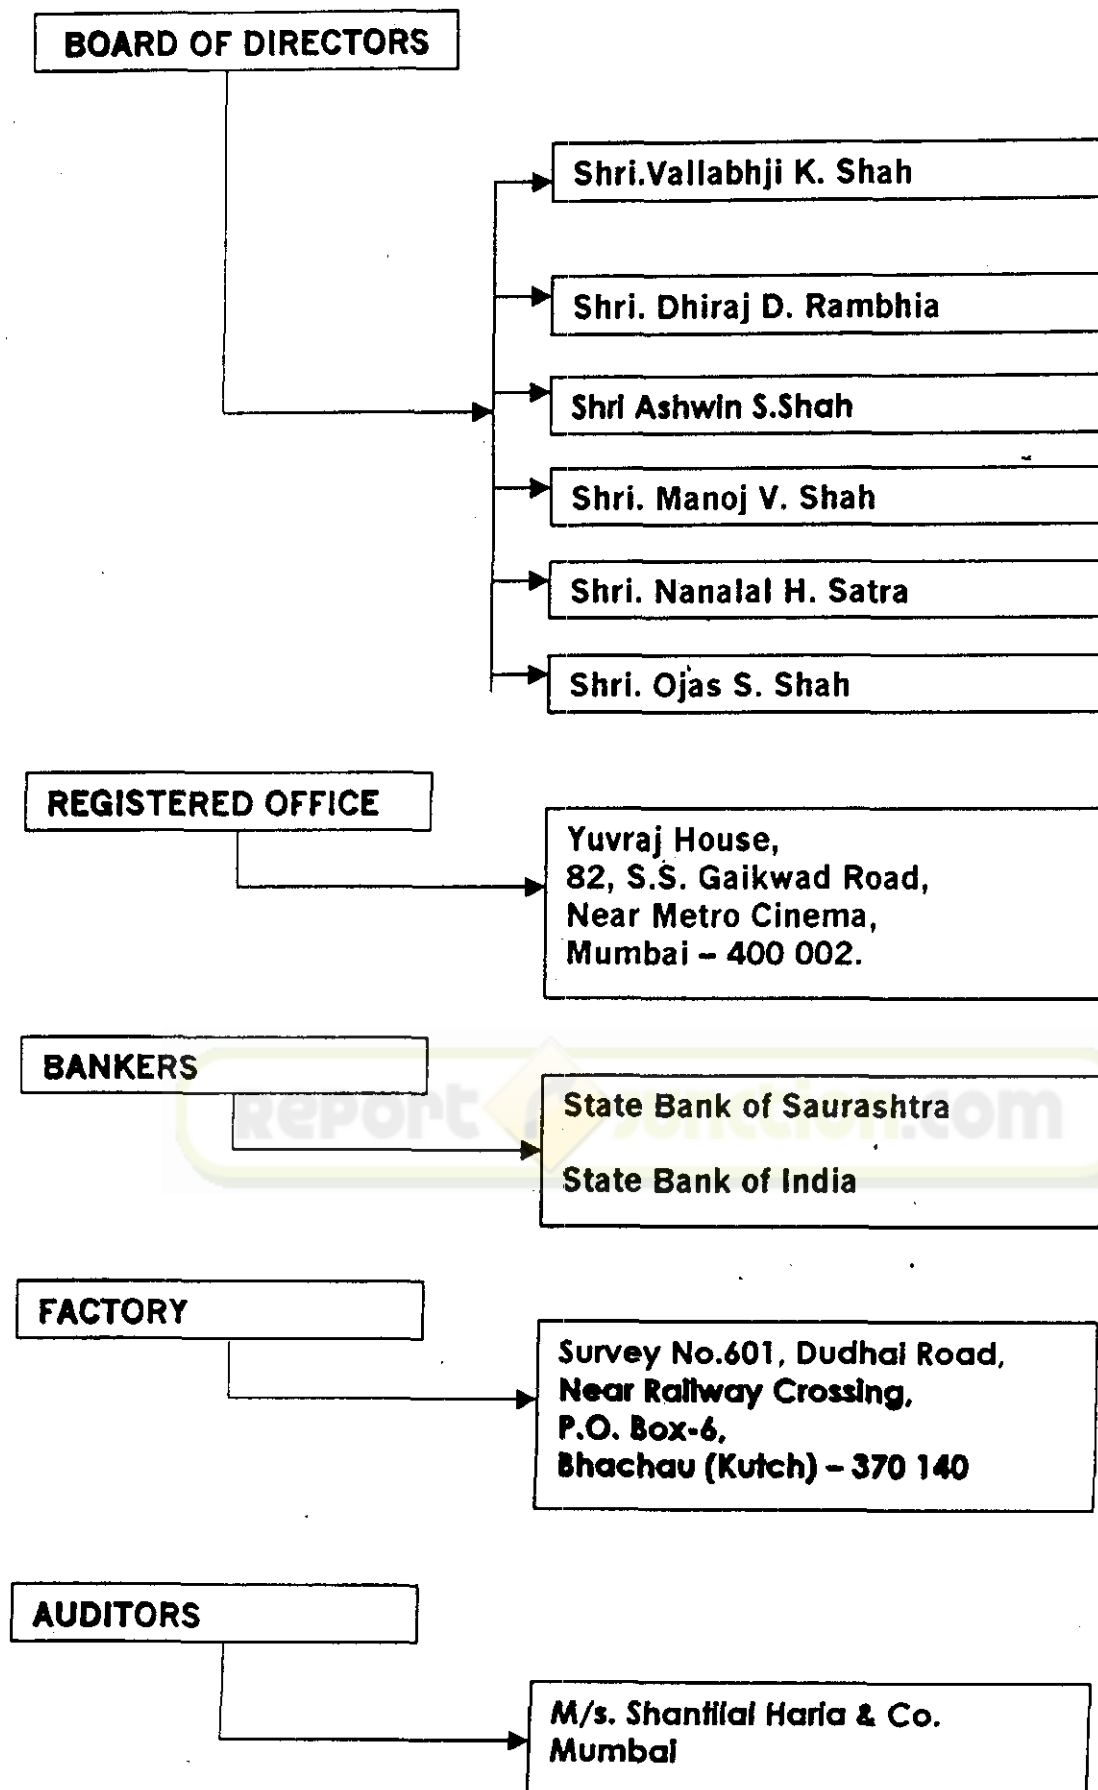 BOARD OF DIRECTORS
Shri.Vallabhji K. Shah
Shri. Dhiraj D. Rambhia
Shri Ashwin S.Shah
Shri. Manoj V. Shah
Shri. Nanalal H. Satra
Shri. Ojas S. Shah
REGISTERED OFFICE
Yuvraj House,
82, S.S. Gaikwad Road,
Near Metro Cinema,
Mumbai – 400 002.
BANKERS
Report Junction.com
State Bank of Saurashtra
State Bank of India
FACTORY
Survey No.601, Dudhai Road,
Near Railway Crossing,
P.O. Box-6,
Bhachau (Kutch) – 370 140
AUDITORS
M/s. Shantilal Haria & Co.
Mumbai